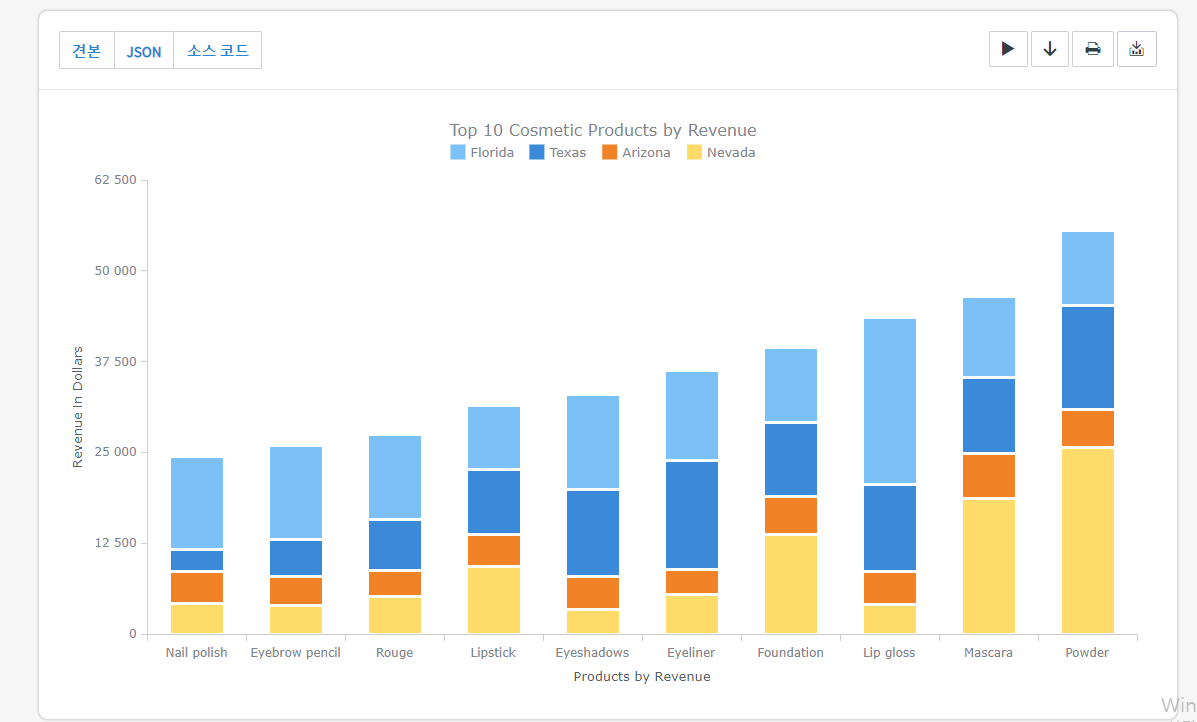 견본 JSON 소스 코드
Top 10 Cosmetic Products by Revenue
Florida Texas Arizona Nevada
62 500
50 000
37 500
25 000
12 500
0
Revenue In Dollars
Nail polish Eyebrow pencil Rouge Lipstick Eyeshadows Eyeliner Foundation Lip gloss Mascara Powder
Products by Revenue
Win